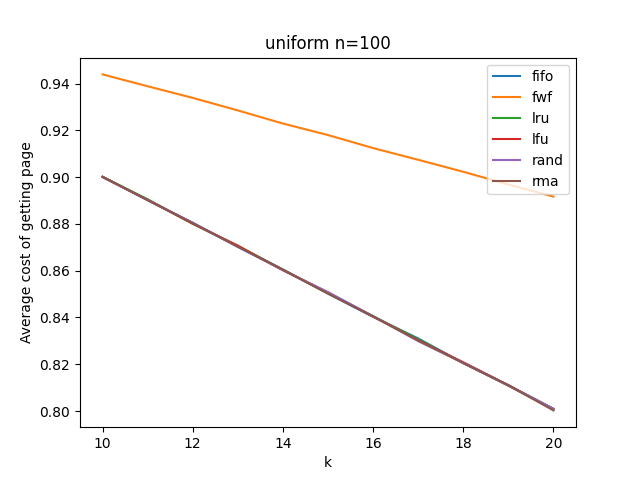 uniform n=100
Average cost of getting page
0.94
0.92
0.90
0.88
0.86
0.84
0.82
0.80
10
12
14
16
18
20
k
fifo
fwf
lru
lfu
rand
rma